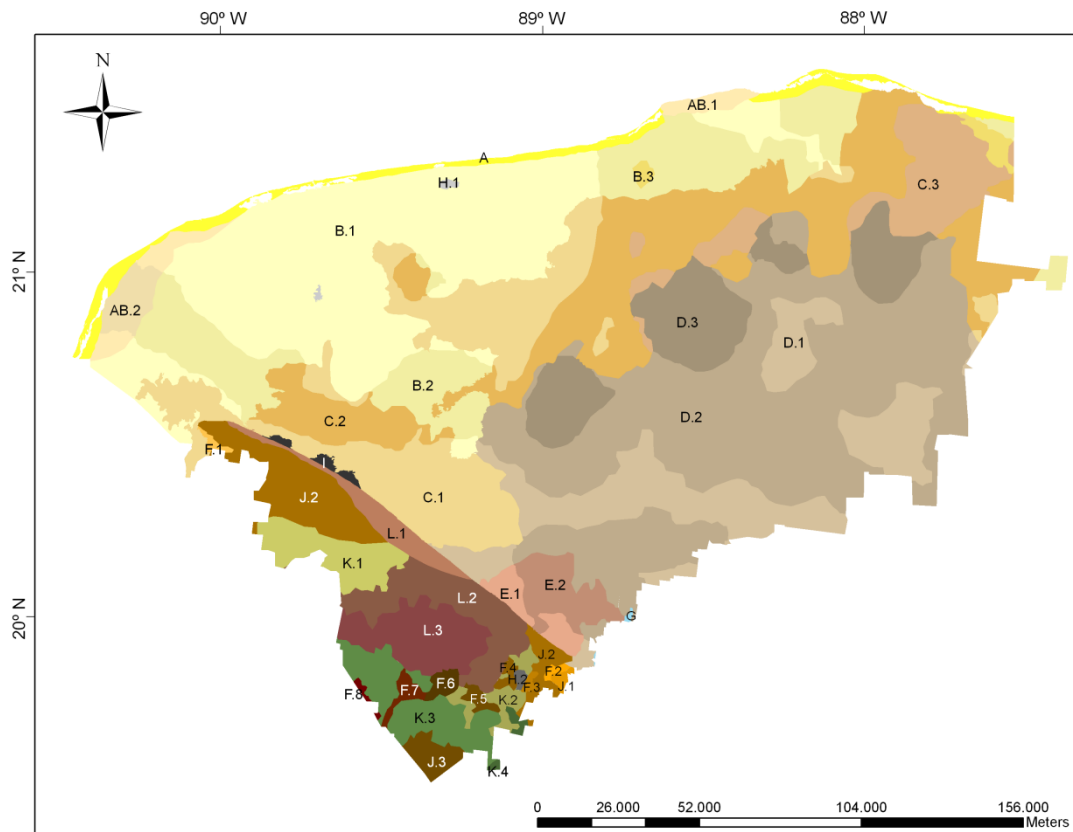 90º W
89º W
88º W
N
AB.1
A
H.1
B.3
C.3
B.1
21º N
AB.2
D.3
D.1
B.2
D.2
C.2
F.1
I
J.2
C.1
L.1
K.1
E.2
E.1
L.2
20º N
G
L.3
J.2
F.4
F.2
H.2
F.6
F.7
F.3
J.1
F.8
F.5
K.2
K.3
J.3
K.4
0 26.000 52.000 104.000 156.000
Meters